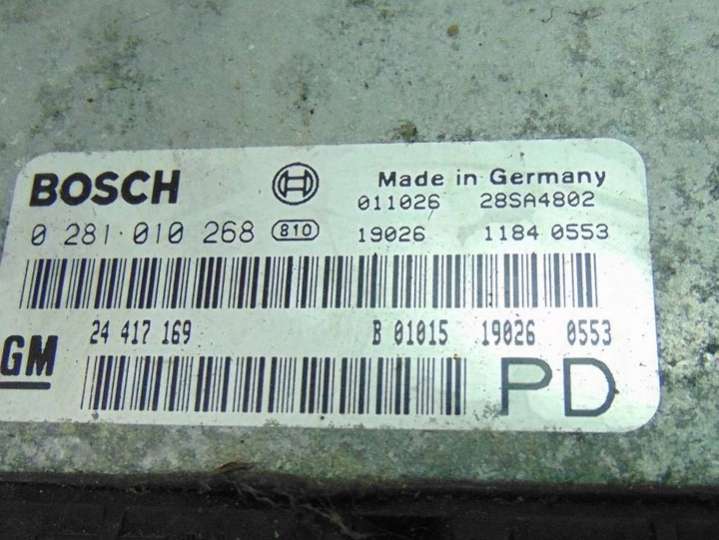 BOSCH Made in Germany
011026 28SA4802
0 281 010 268 810 19026 1184 0553
24 417 169 B 01015 19026 0553
GM PD